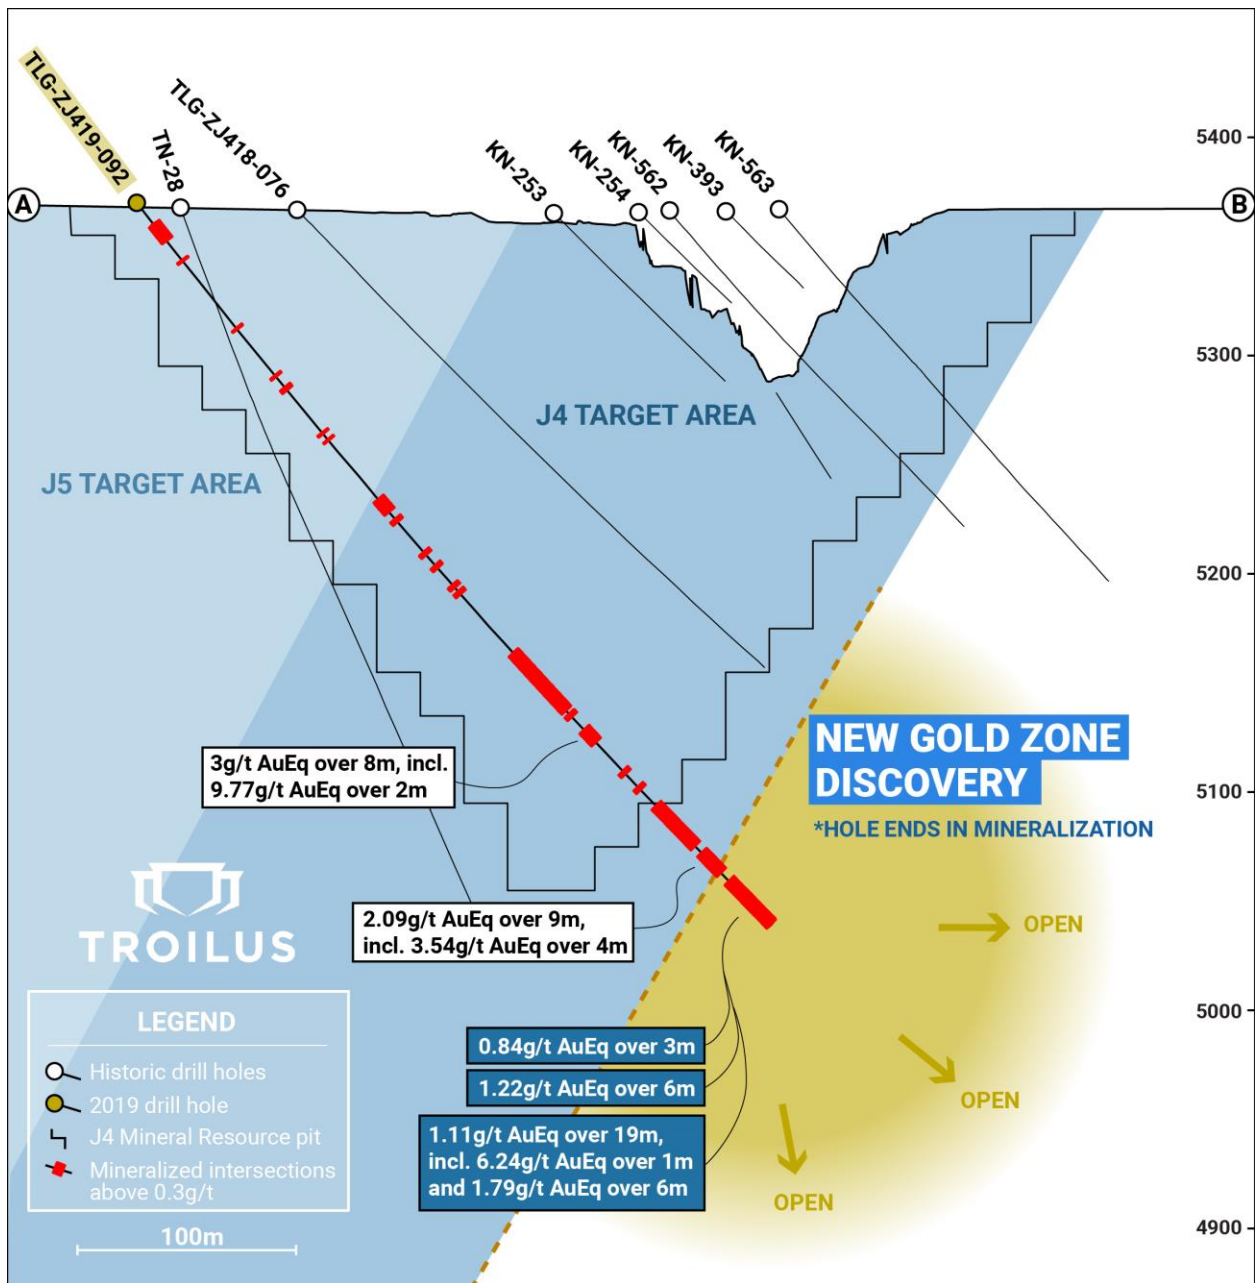 TLG-ZJ419-092
TN-28
TLG-ZJ418-076
KN-253
KN-254
KN-562
KN-393
KN-563
A
B
5400
5300
5200
5100
5000
4900
J4 TARGET AREA
J5 TARGET AREA
3g/t AuEq over 8m, incl.
9.77g/t AuEq over 2m
NEW GOLD ZONE
DISCOVERY
*HOLE ENDS IN MINERALIZATION
2.09g/t AuEq over 9m,
incl. 3.54g/t AuEq over 4m
OPEN
OPEN
OPEN
0.84g/t AuEq over 3m
1.22g/t AuEq over 6m
1.11g/t AuEq over 19m,
incl. 6.24g/t AuEq over 1m
and 1.79g/t AuEq over 6m
TROILUS
LEGEND
Historic drill holes
2019 drill hole
J4 Mineral Resource pit
Mineralized intersections
above 0.3g/t
100m